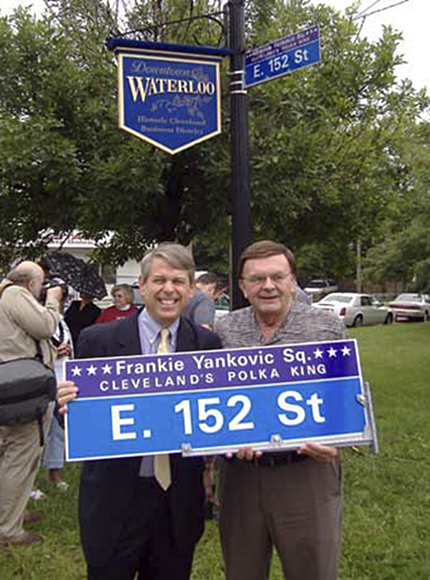 Downtown
WATERLOO
Historic Cleveland
Business District
E. 152 St
★★★Frankie Yankovic Sq.★★★
CLEVELAND'S POLKA KING
E. 152 St